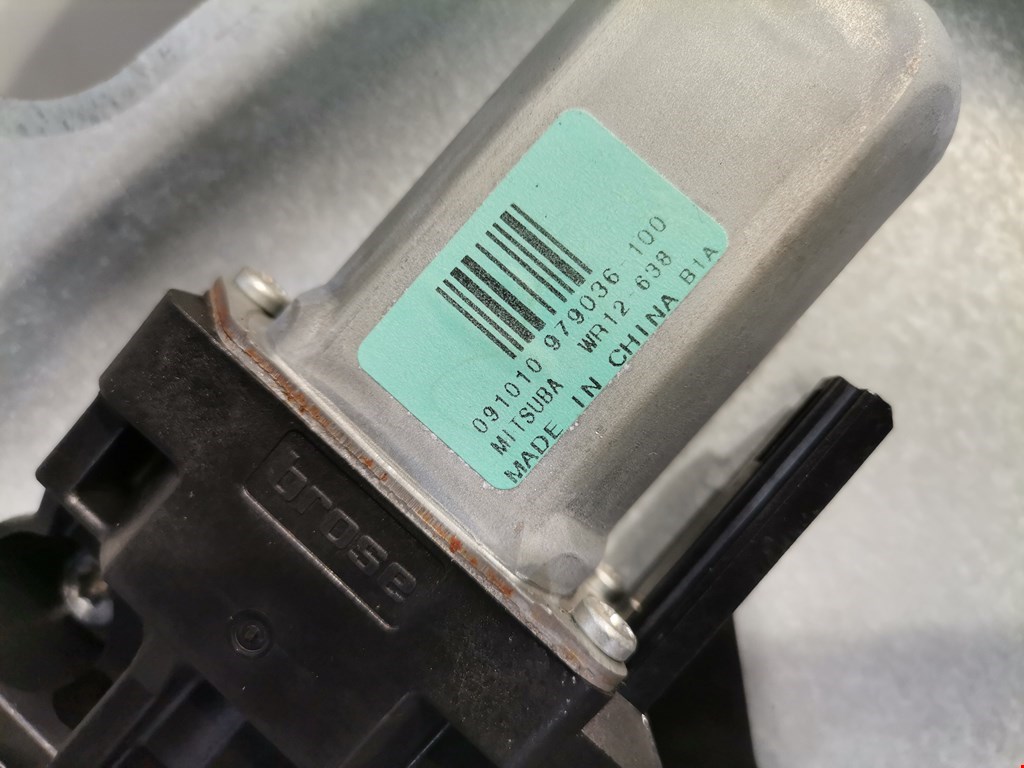 091010 979036-100
MITSUBA WR12-638
MADE IN CHINA B1A
brose